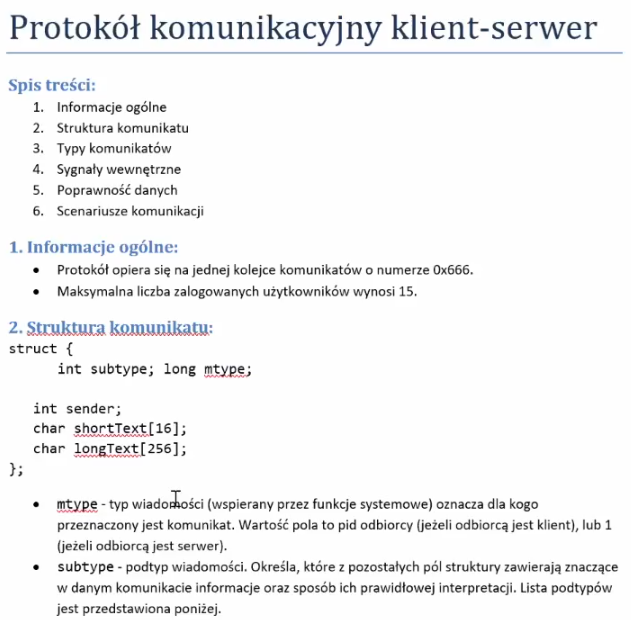 Protokół komunikacyjny klient-serwer
Spis treści:
1. Informacje ogólne
2. Struktura komunikatu
3. Typy komunikatów
4. Sygnały wewnętrzne
5. Poprawność danych
6. Scenariusze komunikacji
1. Informacje ogólne:
• Protokół opiera się na jednej kolejce komunikatów o numerze 0x666.
• Maksymalna liczba zalogowanych użytkowników wynosi 15.
2. Struktura komunikatu:
struct {
int subtype; long mtype;
int sender;
char shortText[16];
char longText[256];
};
• mtype - typ wiadomości (wspierany przez funkcje systemowe) oznacza dla kogo
przeznaczony jest komunikat. Wartość pola to pid odbiorcy (jeżeli odbiorcą jest klient), lub 1
(jeżeli odbiorcą jest serwer).
• subtype - podtyp wiadomości. Określa, które z pozostałych pól struktury zawierają znaczące
w danym komunikacie informacje oraz sposób ich prawidłowej interpretacji. Lista podtypów
jest przedstawiona poniżej.